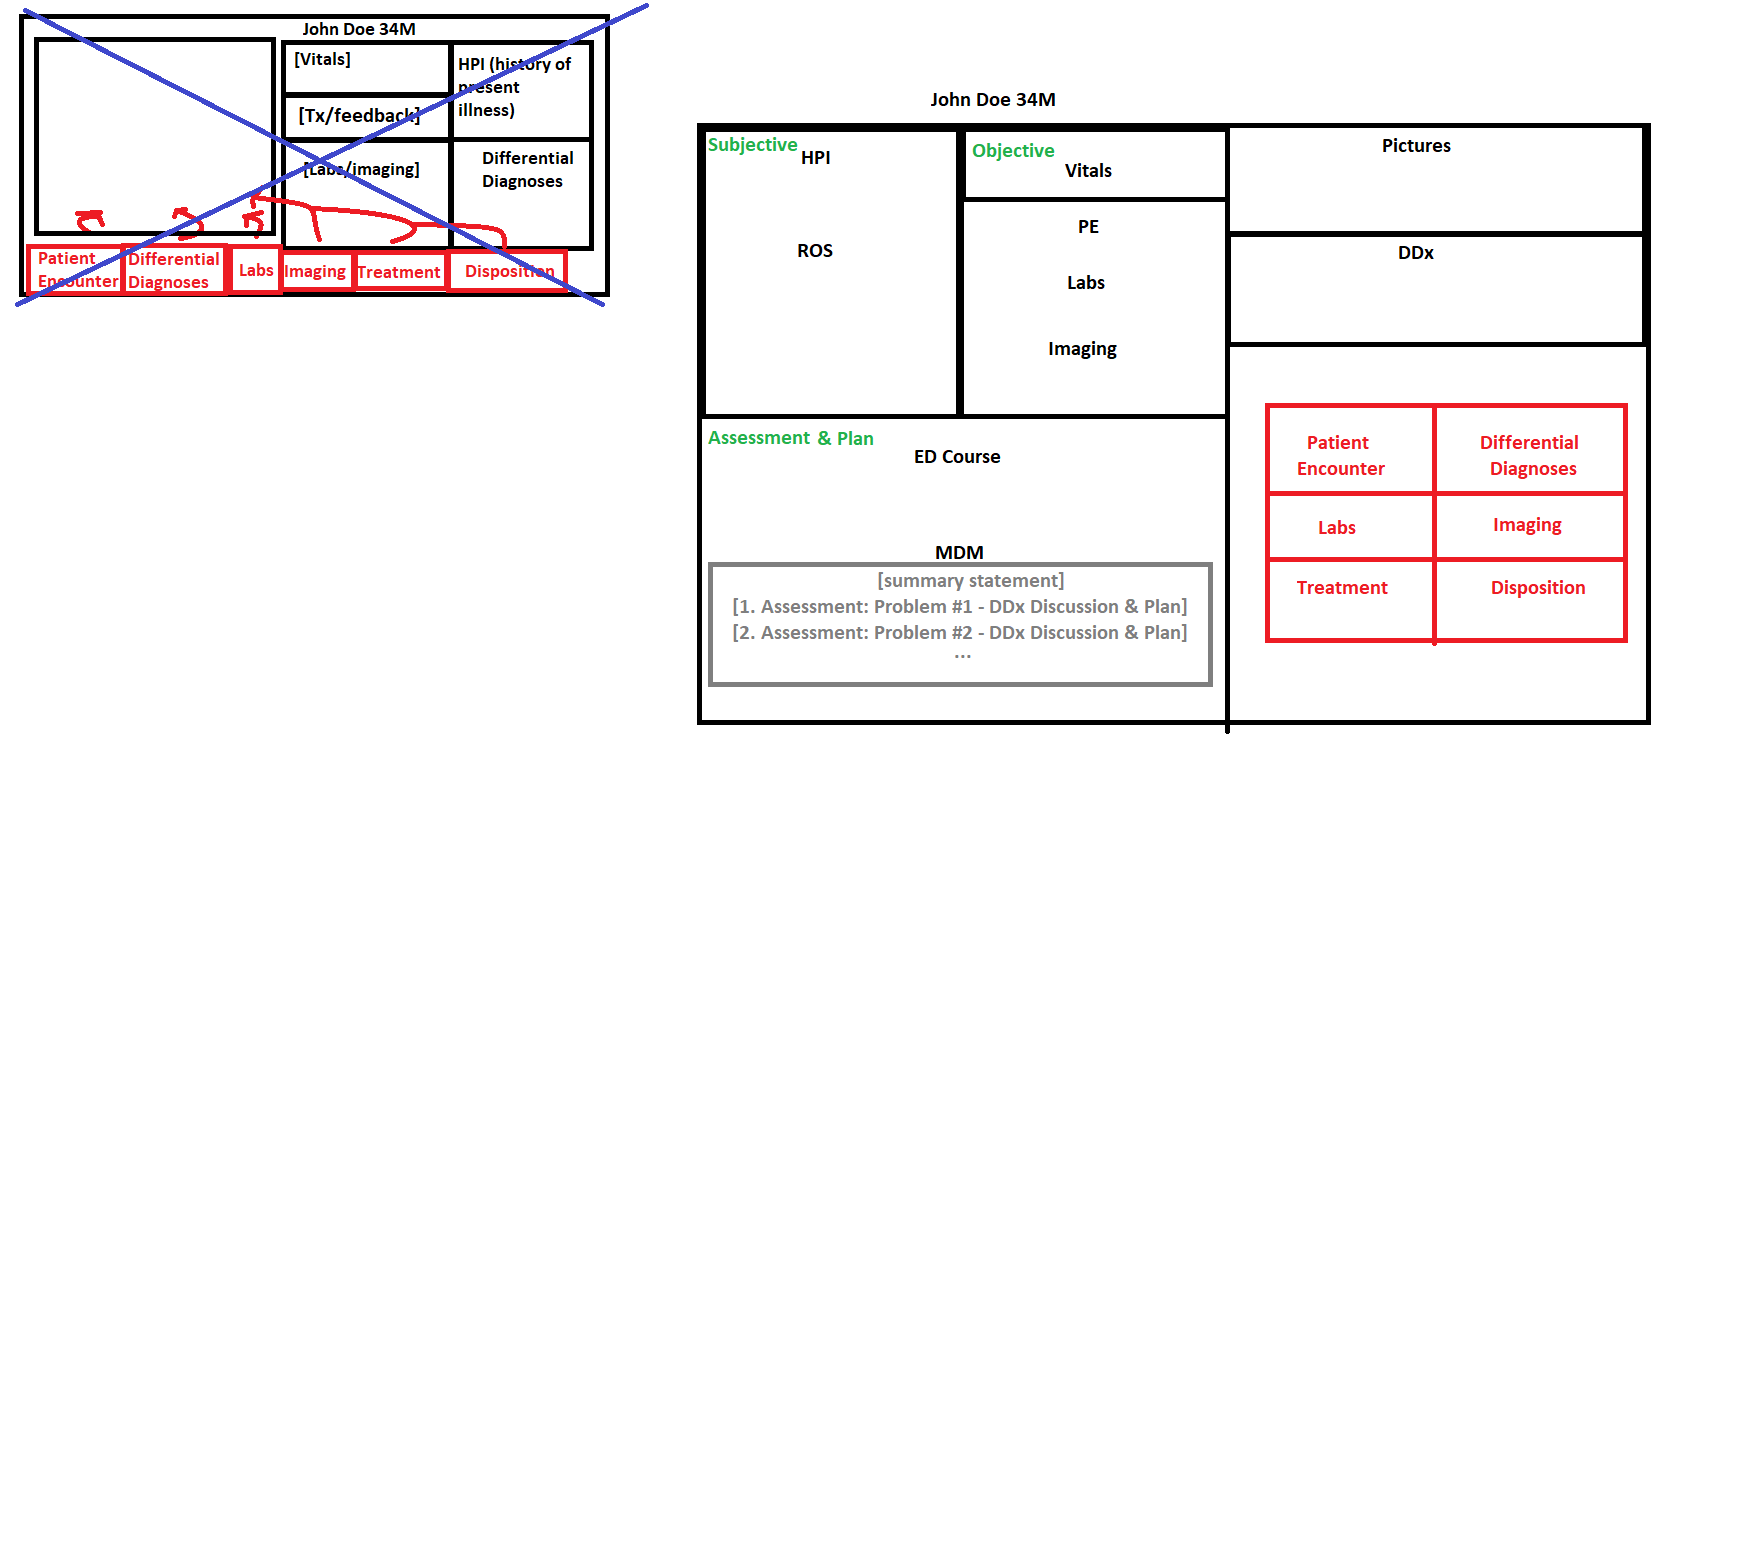 John Doe 34M
[Vitals]
HPI (history of
present
illness)
[Tx/feedback]
[Labs/imaging]
Differential
Diagnoses
Patient
Encounter
Differential
Diagnoses
Labs
Imaging
Treatment
Disposition
John Doe 34M
Subjective
HPI
ROS
Objective
Vitals
PE
Labs
Imaging
Pictures
DDx
Assessment & Plan
ED Course
MDM
[summary statement]
[1. Assessment: Problem #1 - DDx Discussion & Plan]
[2. Assessment: Problem #2 - DDx Discussion & Plan]
...
Patient
Encounter
Differential
Diagnoses
Labs
Imaging
Treatment
Disposition